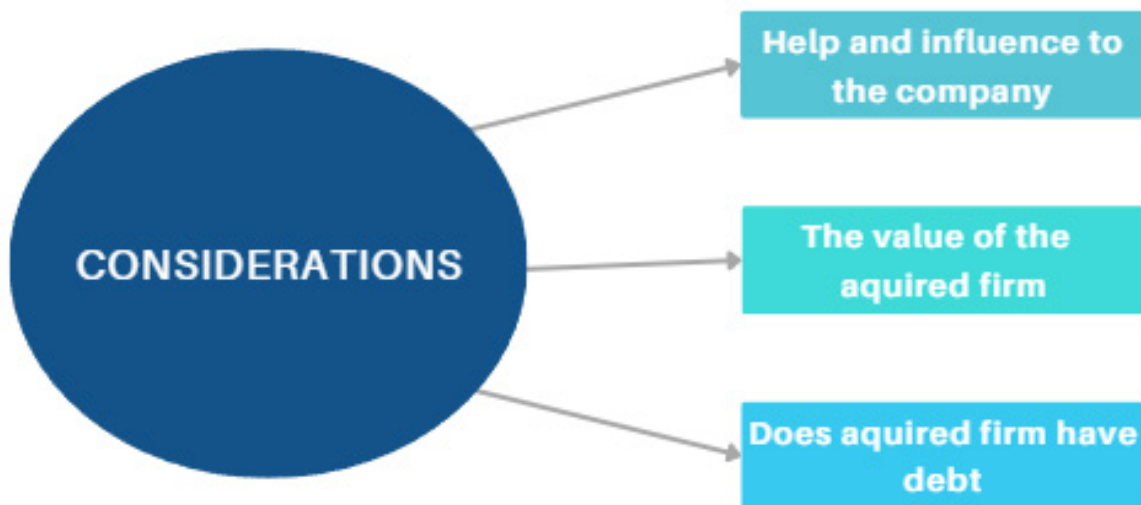 CONSIDERATIONS
Help and influence to
the company
The value of the
aquired firm
Does aquired firm have
debt